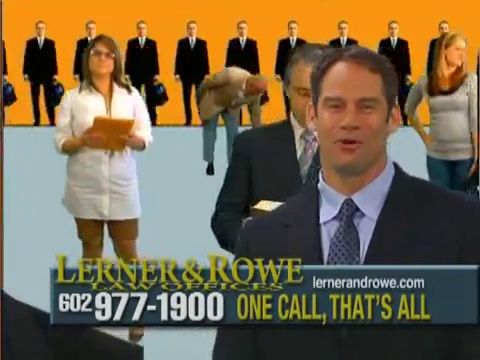 LERNER & ROWE
LAW OFFICES
lernerandrowe.com
602 977-1900 ONE CALL, THAT'S ALL